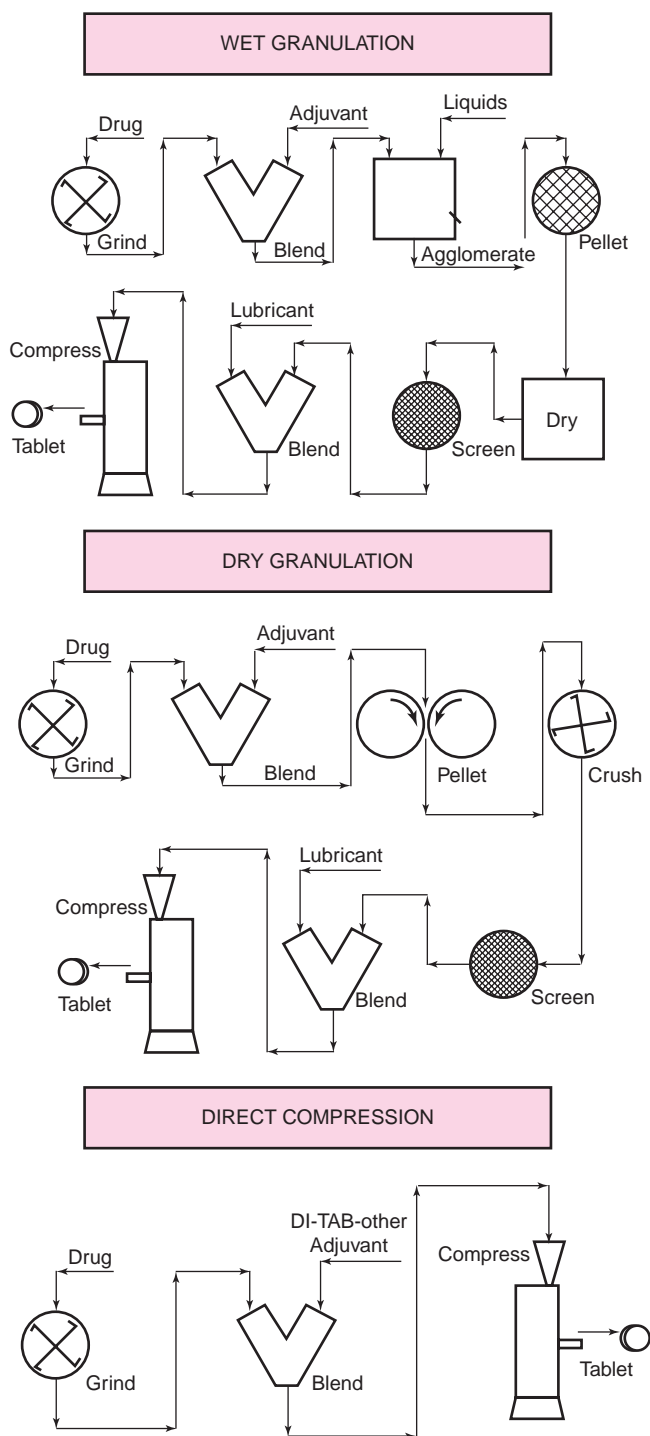 WET GRANULATION
Drug
Adjuvant
Liquids
Grind
Blend
Agglomerate
Pellet
Lubricant
Compress
Tablet
Blend
Screen
Dry
DRY GRANULATION
Drug
Adjuvant
Grind
Blend
Pellet
Crush
Lubricant
Compress
Tablet
Blend
Screen
DIRECT COMPRESSION
DI-TAB-other
Adjuvant
Drug
Compress
Grind
Blend
Tablet